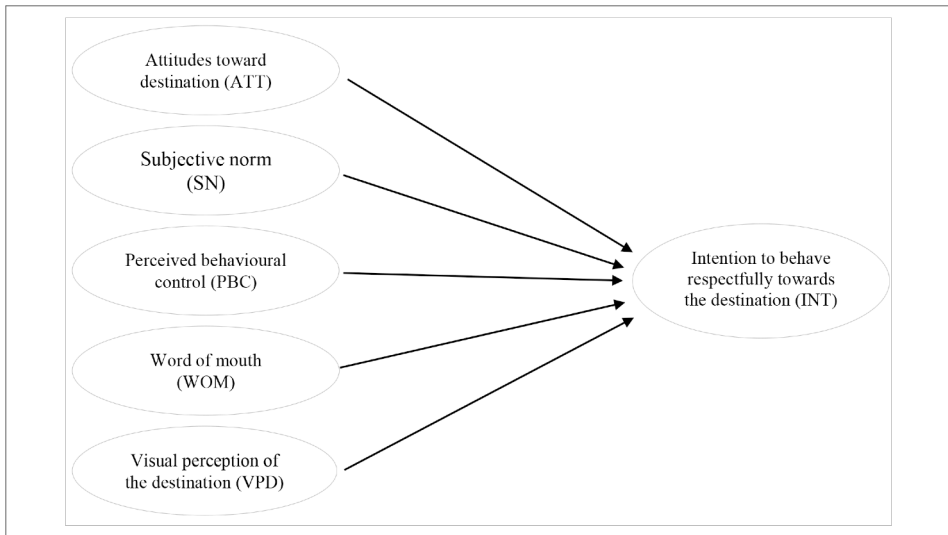 Attitudes toward
destination (ATT)
Subjective norm
(SN)
Perceived behavioural
control (PBC)
Word of mouth
(WOM)
Visual perception of
the destination (VPD)
Intention to behave
respectfully towards
the destination (INT)